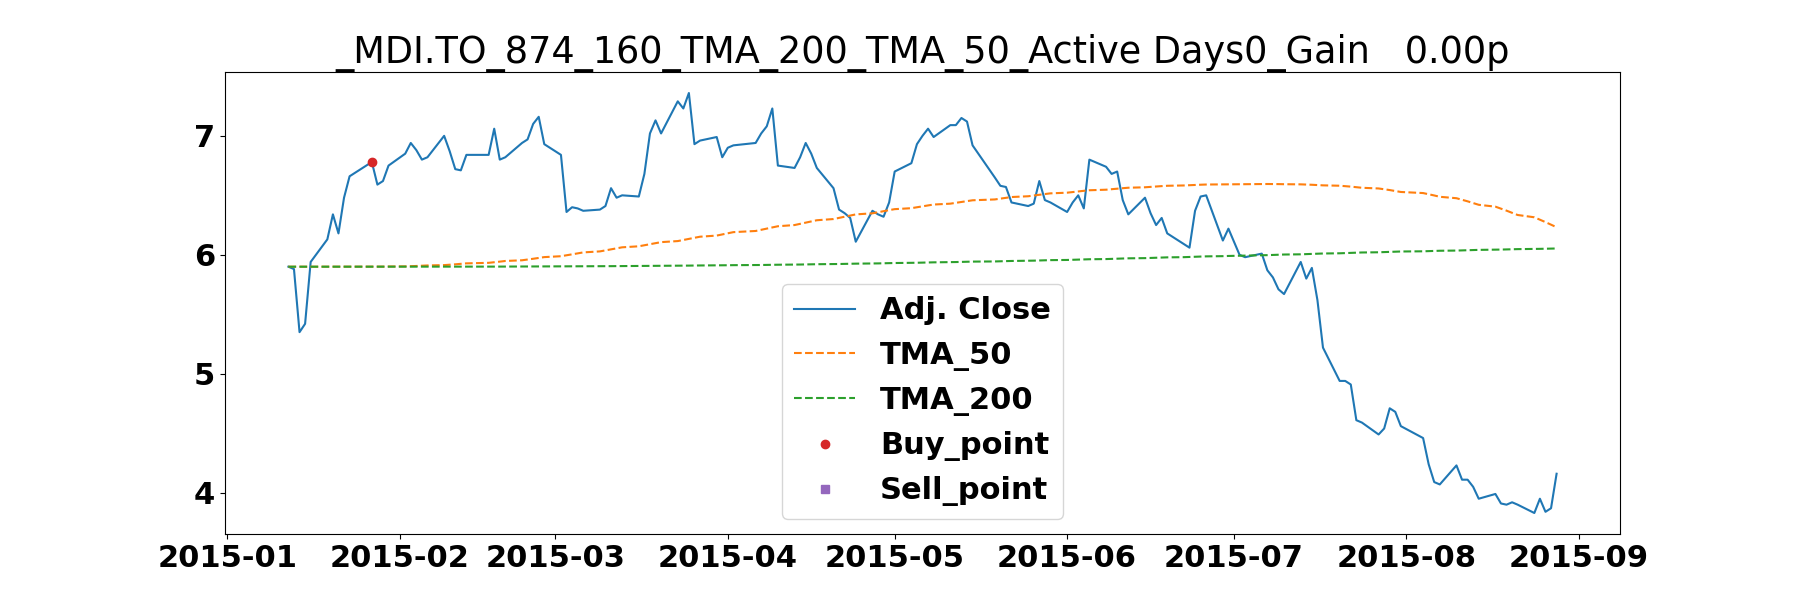 _MDI.TO_874_160_TMA_200_TMA_50_Active Days0_Gain   0.00p
7
6
5
4
Adj. Close
TMA_50
TMA_200
Buy_point
Sell_point
2015-01 2015-02 2015-03 2015-04 2015-05 2015-06 2015-07 2015-08 2015-09